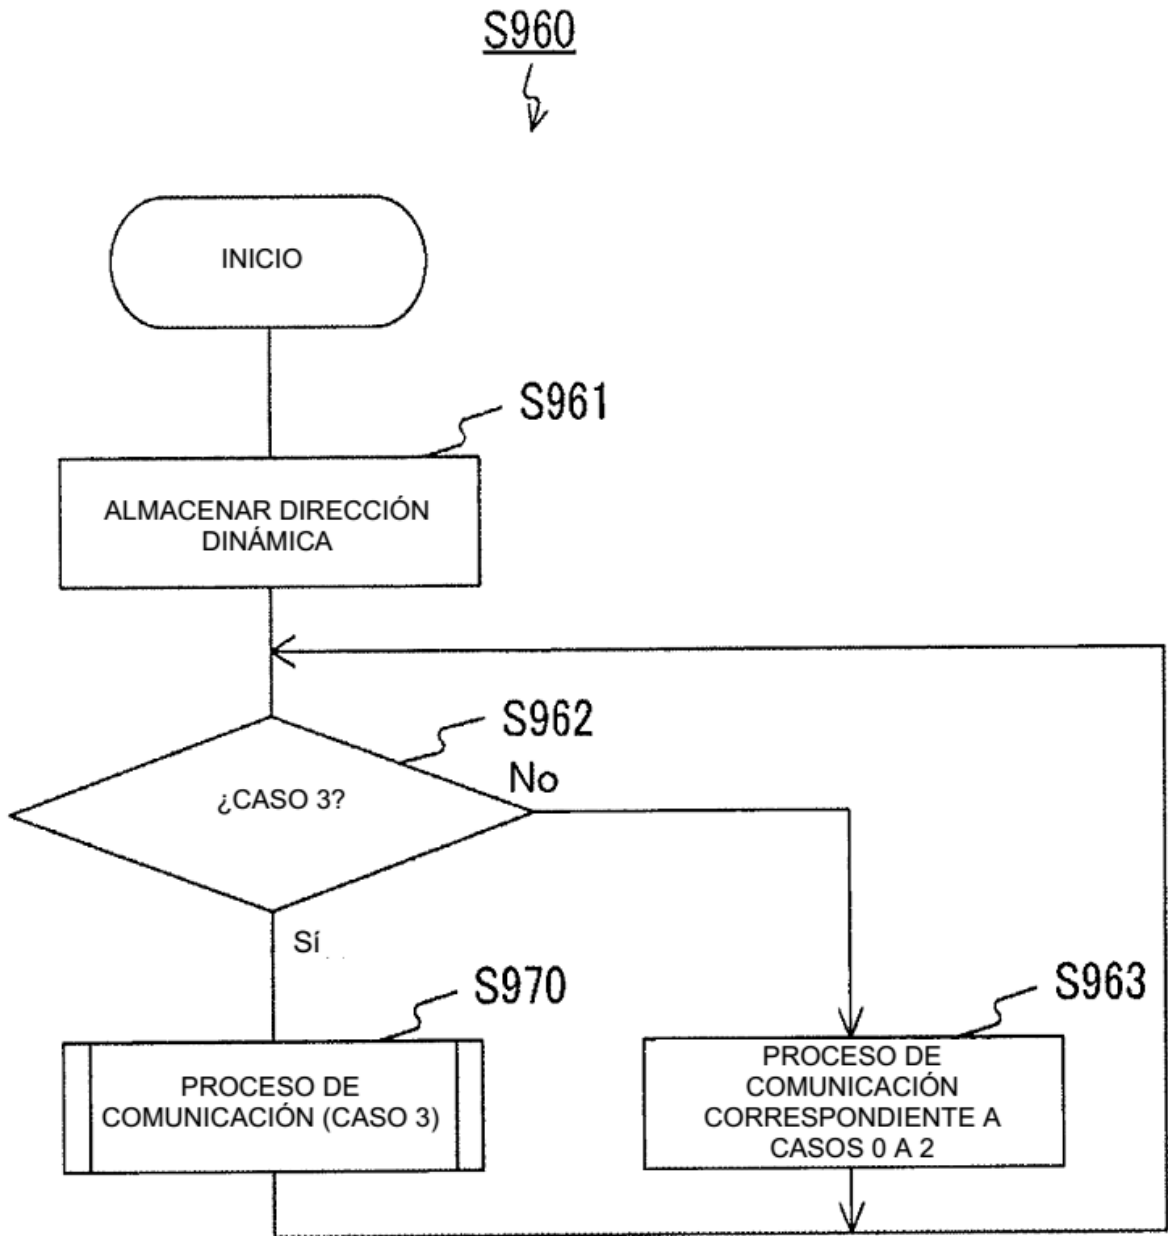 S960
INICIO
S961
ALMACENAR DIRECCIÓN
DINÁMICA
S962
No
¿CASO 3?
Sí
S970
S963
PROCESO DE
COMUNICACIÓN (CASO 3)
PROCESO DE
COMUNICACIÓN
CORRESPONDIENTE A
CASOS 0 A 2